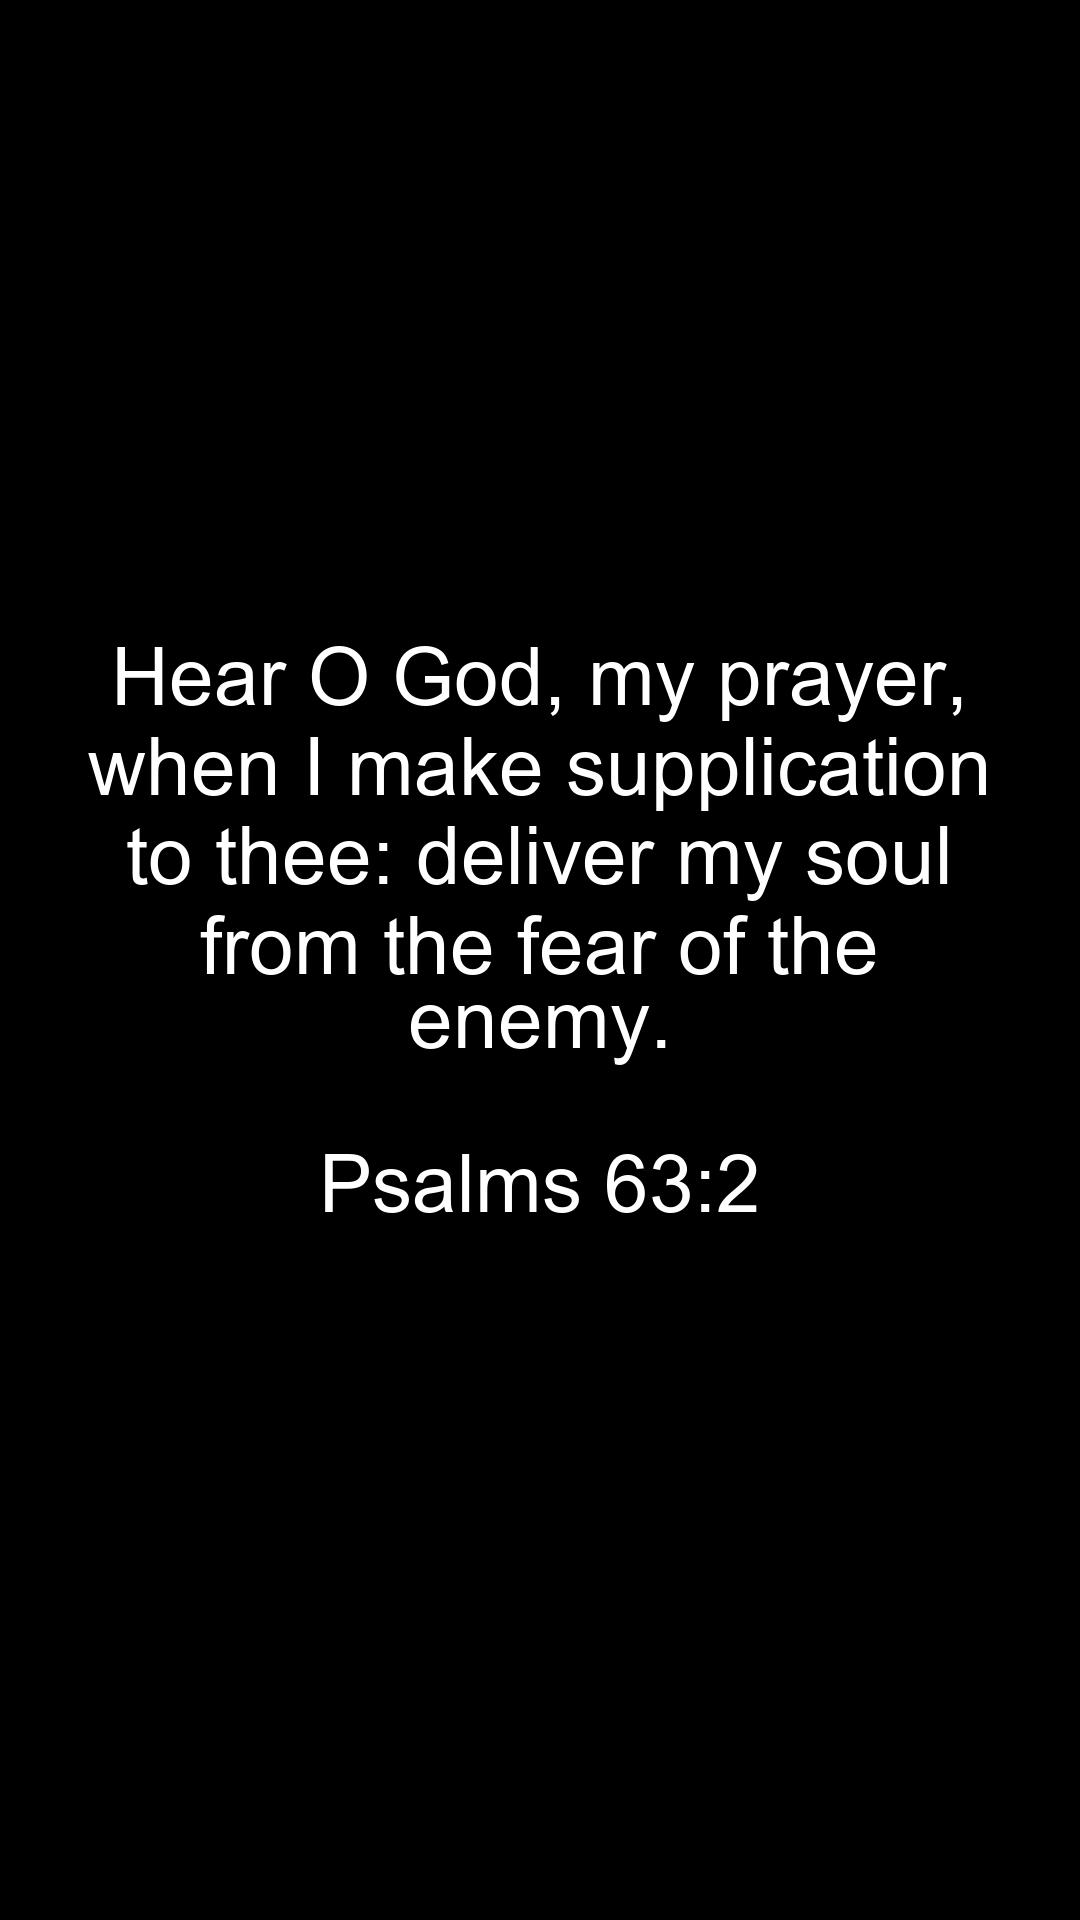 Hear O God, my prayer,
when I make supplication
to thee: deliver my soul
from the fear of the
enemy.
Psalms 63:2